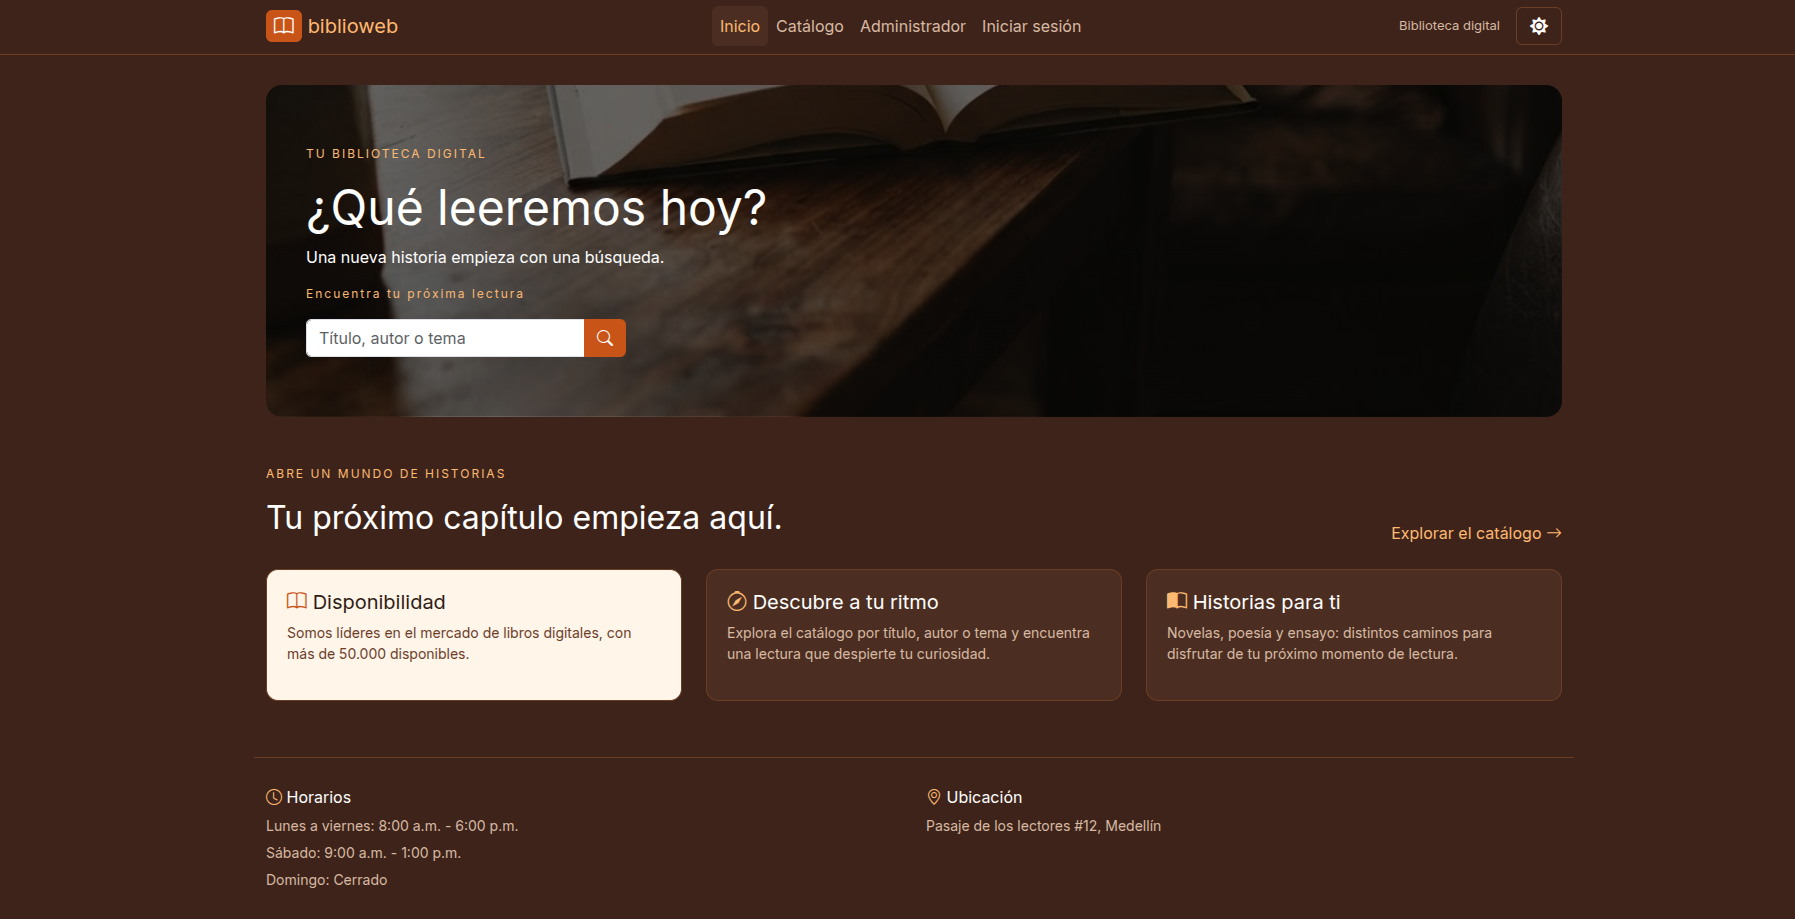 biblioweb
Inicio Catálogo Administrador Iniciar sesión
Biblioteca digital
TU BIBLIOTECA DIGITAL
¿Qué leeremos hoy?
Una nueva historia empieza con una búsqueda.
Encuentra tu próxima lectura
Título, autor o tema
ABRE UN MUNDO DE HISTORIAS
Tu próximo capítulo empieza aquí.
Explorar el catálogo →
Disponibilidad
Somos líderes en el mercado de libros digitales, con
más de 50.000 disponibles.
Descubre a tu ritmo
Explora el catálogo por título, autor o tema y encuentra
una lectura que despierte tu curiosidad.
Historias para ti
Novelas, poesía y ensayo: distintos caminos para
disfrutar de tu próximo momento de lectura.
Horarios
Lunes a viernes: 8:00 a.m. - 6:00 p.m.
Sábado: 9:00 a.m. - 1:00 p.m.
Domingo: Cerrado
Ubicación
Pasaje de los lectores #12, Medellín